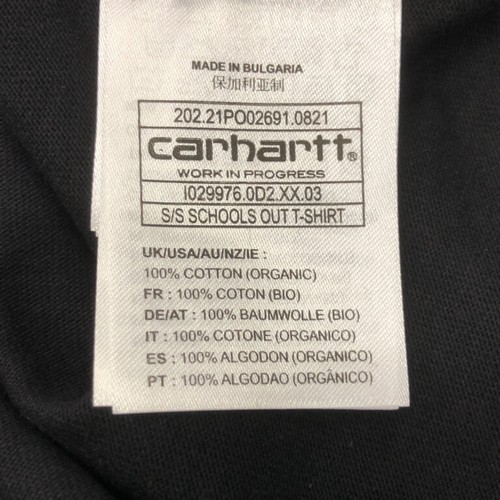 MADE IN BULGARIA
保加利亚制
202.21PO02691.0821
carhartt®
WORK IN PROGRESS
I029976.0D2.XX.03
S/S SCHOOLS OUT T-SHIRT
UK/USA/AU/NZ/IE :
100% COTTON (ORGANIC)
FR : 100% COTON (BIO)
DE/AT : 100% BAUMWOLLE (BIO)
IT : 100% COTONE (ORGANICO)
ES : 100% ALGODON (ORGANICO)
PT : 100% ALGODAO (ORGÂNICO)